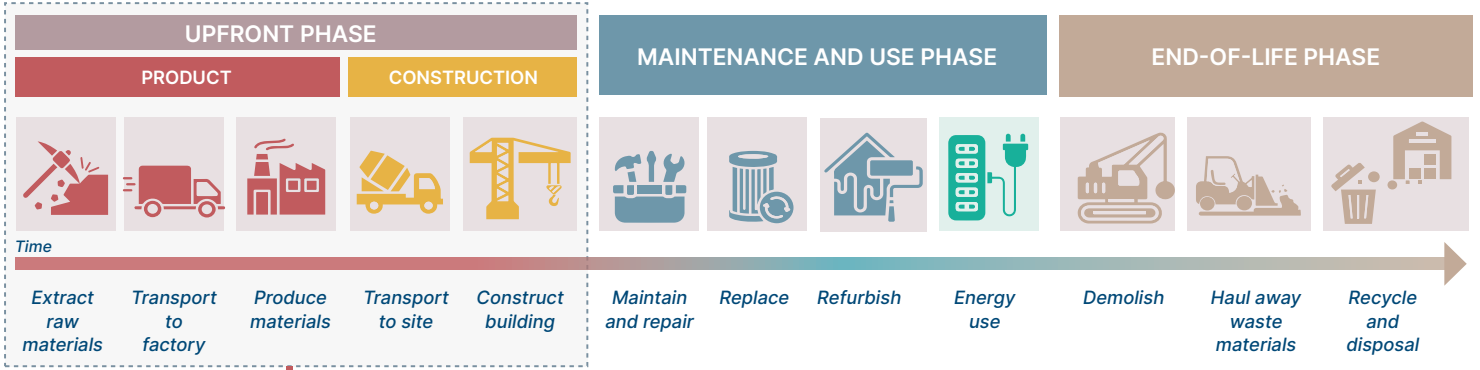 UPFRONT PHASE
PRODUCT
CONSTRUCTION
MAINTENANCE AND USE PHASE
END-OF-LIFE PHASE
Time
Extract
raw
materials
Transport
to
factory
Produce
materials
Transport
to site
Construct
building
Maintain
and repair
Replace
Refurbish
Energy
use
Demolish
Haul away
waste
materials
Recycle
and
disposal